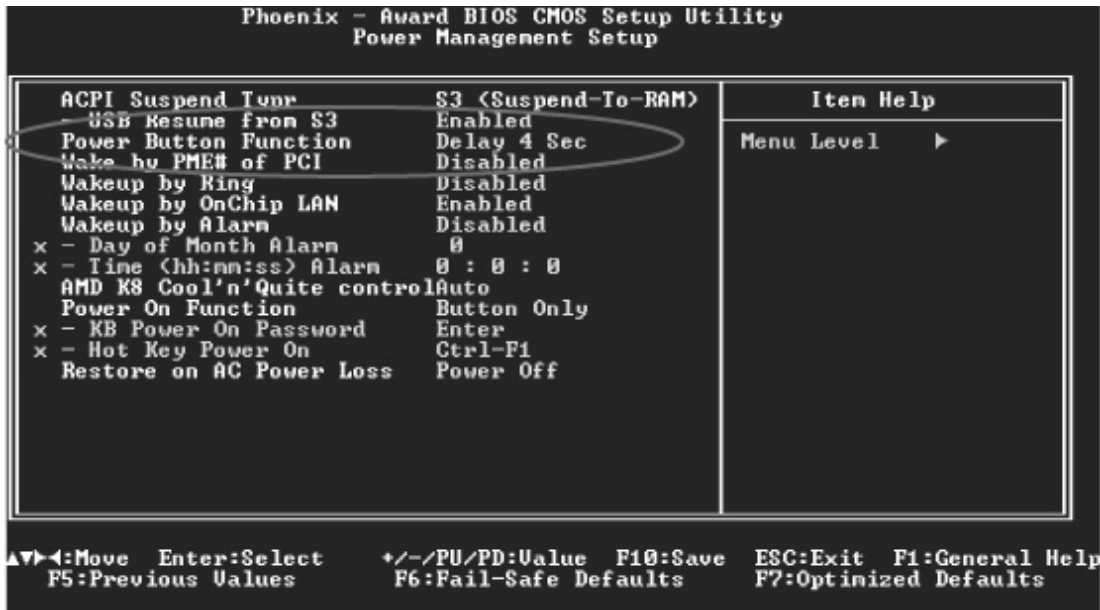 Phoenix - Award BIOS CMOS Setup Utility
Power Management Setup
ACPI Suspend Type S3 (Suspend-To-RAM)
- USB Resume from S3 Enabled
Power Button Function Delay 4 Sec
Wake by PME# of PCI Disabled
Wakeup by Ring Disabled
Wakeup by OnChip LAN Enabled
Wakeup by Alarm Disabled
x - Day of Month Alarm 0
x - Time (hh:mm:ss) Alarm 0 : 0 : 0
AMD K8 Cool'n'Quite control Auto
Power On Function Button Only
x - KB Power On Password Enter
x - Hot Key Power On Ctrl-F1
Restore on AC Power Loss Power Off
Item Help
Menu Level ►
▲▼►◄:Move Enter:Select +/-/PU/PD:Value F10:Save ESC:Exit F1:General Help
F5:Previous Values F6:Fail-Safe Defaults F7:Optimized Defaults